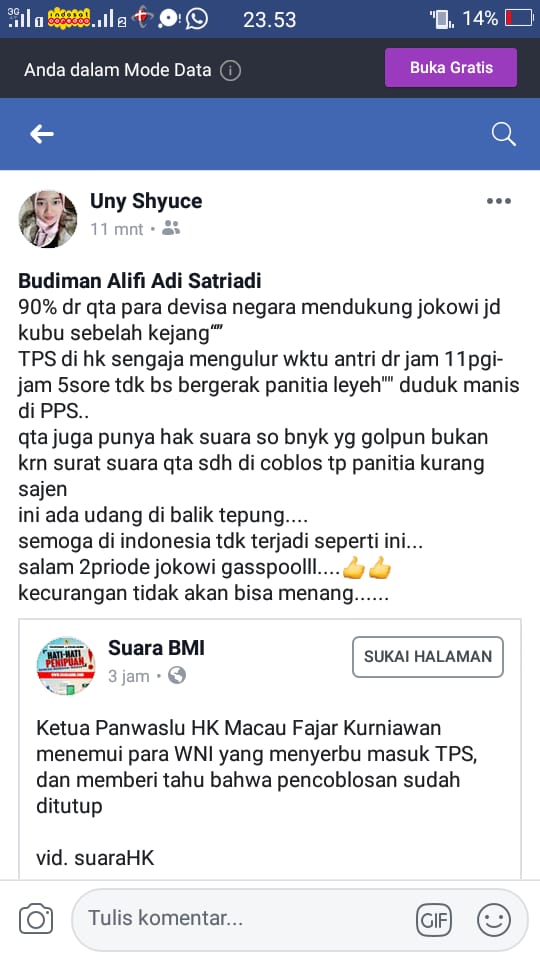 3G
indosat
ooredoo
2
23.53
14%
Anda dalam Mode Data
Buka Gratis
Uny Shyuce
11 mnt
Budiman Alifi Adi Satriadi
90% dr qta para devisa negara mendukung jokowi jd
kubu sebelah kejang“”
TPS di hk sengaja mengulur wktu antri dr jam 11pgi-
jam 5sore tdk bs bergerak panitia leyeh"" duduk manis
di PPS..
qta juga punya hak suara so bnyk yg golpun bukan
krn surat suara qta sdh di coblos tp panitia kurang
sajen
ini ada udang di balik tepung....
semoga di indonesia tdk terjadi seperti ini...
salam 2priode jokowi gasspoolll....👍👍
kecurangan tidak akan bisa menang......
HATI-HATI
PENIPUAN
Suara BMI
3 jam
SUKAI HALAMAN
Ketua Panwaslu HK Macau Fajar Kurniawan
menemui para WNI yang menyerbu masuk TPS,
dan memberi tahu bahwa pencoblosan sudah
ditutup
vid. suaraHK
Tulis komentar...
GIF